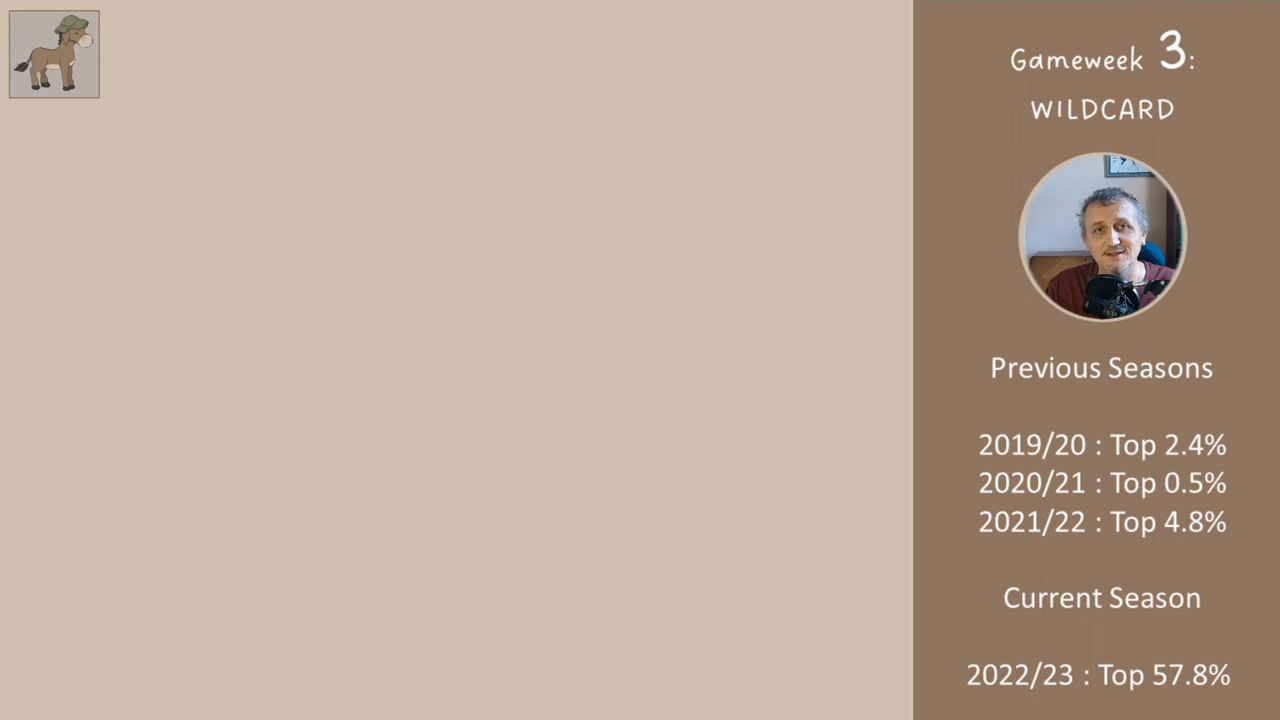 Gameweek 3:
WILDCARD
Previous Seasons
2019/20 : Top 2.4%
2020/21 : Top 0.5%
2021/22 : Top 4.8%
Current Season
2022/23 : Top 57.8%